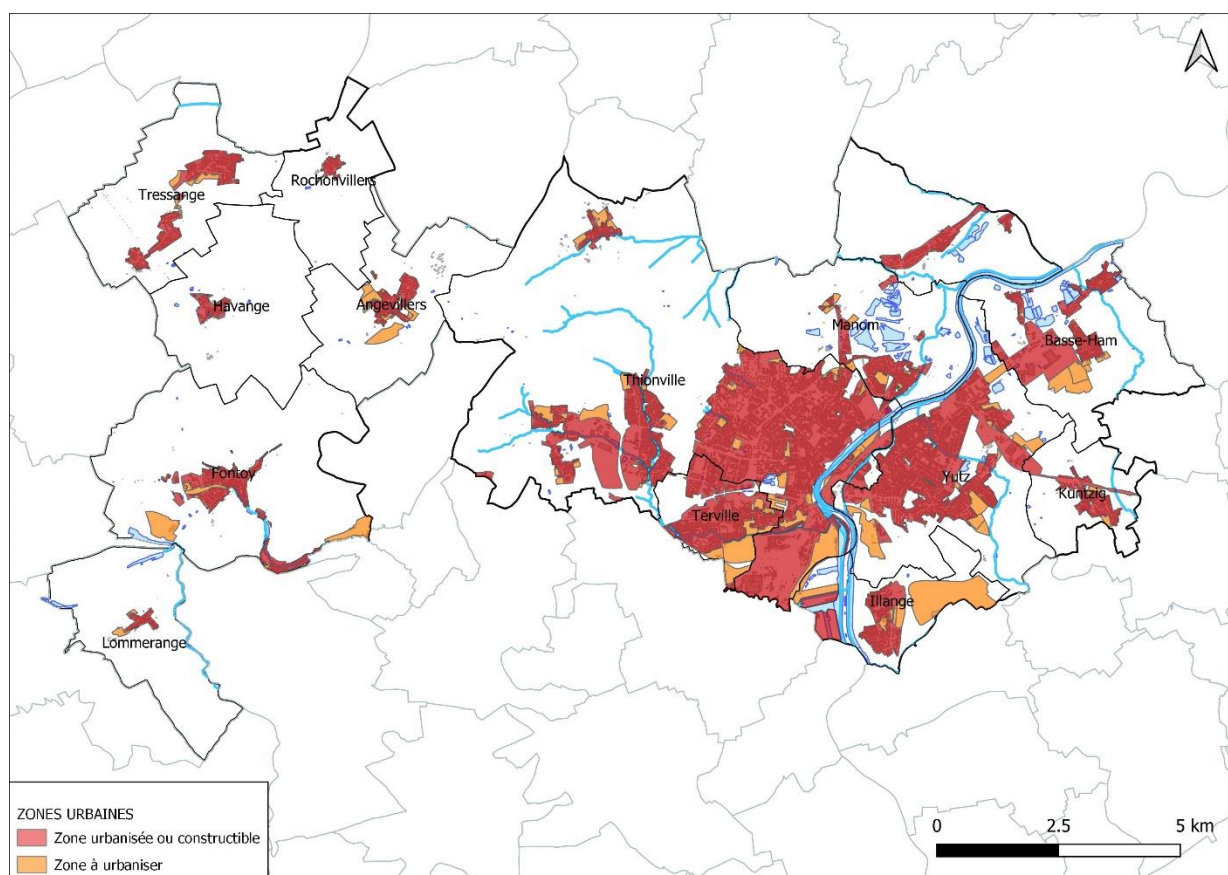 Tressange
Rochonvillers
Havange
Angevillers
Manom
Basse-Ham
Thionville
Fontoy
Yutz
Kuntzig
Terville
Illange
Lommerange
ZONES URBAINES
Zone urbanisée ou constructible
Zone à urbaniser
0 2.5 5 km